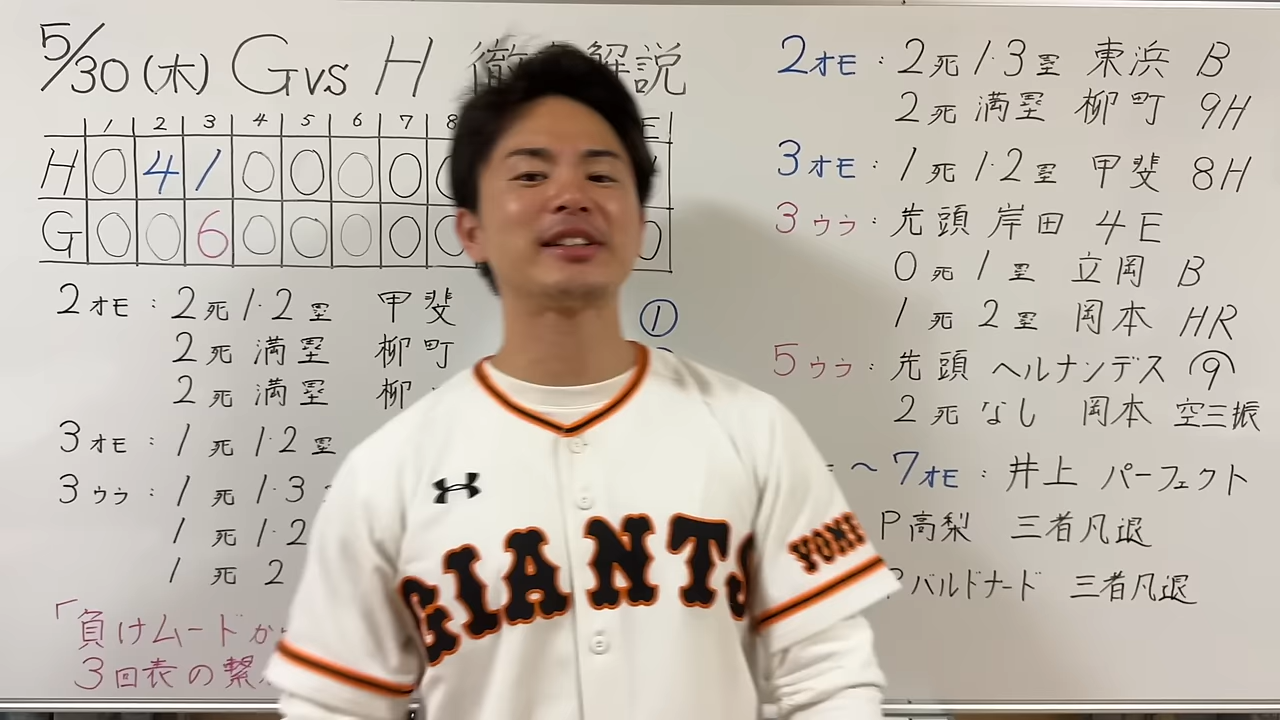 5/30(木) G vs H 徹 解説
1 2 3 4 5 6 7 8
H 0 4 1 0 0 0 0
G 0 0 6 0 0 0 0 0
2オモ：2死1・2塁 甲斐 ①
2死満塁 柳町
2死満塁 柳
3オモ：1死1・2塁
3ウラ：1死1・3
1死1・2
1死2
「負けムードか
3回表の繋
2オモ：2死1・3塁 東浜 B
2死満塁 柳町 9H
3オモ：1死1・2塁 甲斐 8H
3ウラ：先頭 岸田 4E
0死1塁 立岡 B
1死2塁 岡本 HR
5ウラ：先頭 ヘルナンデス ⑨
2死なし 岡本 空三振
～7オモ：井上 パーフェクト
P高梨 三者凡退
バルドナード 三者凡退
GIANTS
YOMI